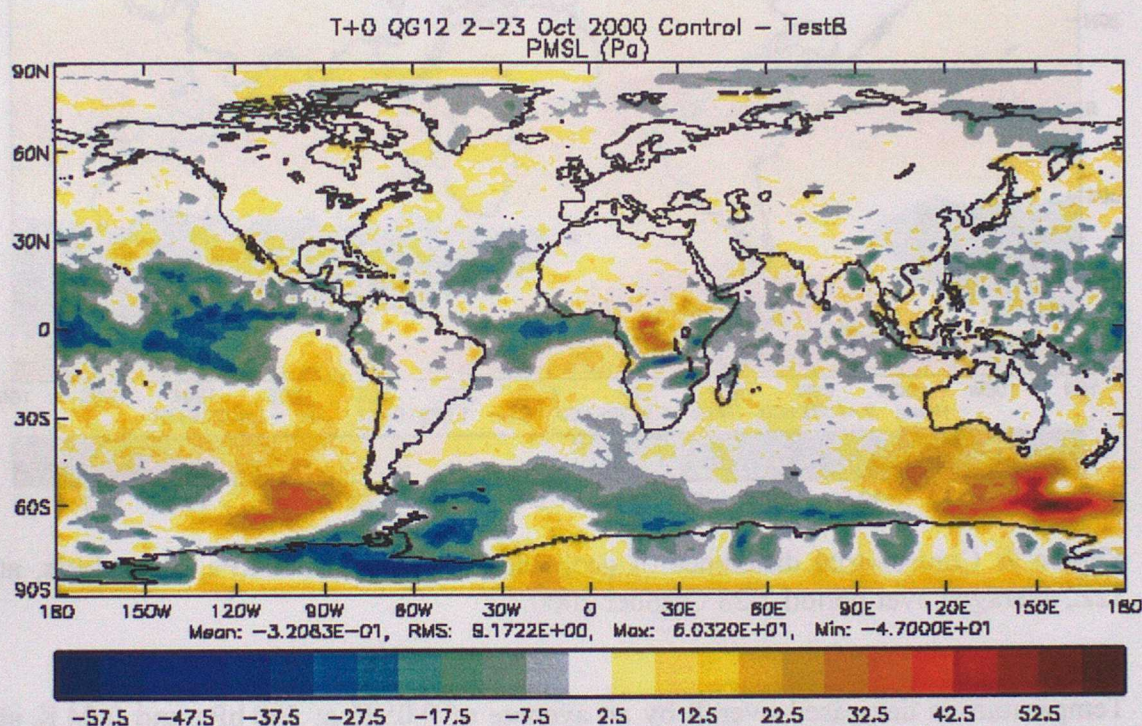 T+0 QG12 2-23 Oct 2000 Control - TestB
PMSL (Pa)
90N
60N
30N
0
30S
60S
90S
180 150W 120W 90W 60W 30W 0 30E 60E 90E 120E 150E 180
Mean: -3.2083E-01, RMS: 9.1722E+00, Max: 6.0320E+01, Min: -4.7000E+01
-57.5 -47.5 -37.5 -27.5 -17.5 -7.5 2.5 12.5 22.5 32.5 42.5 52.5